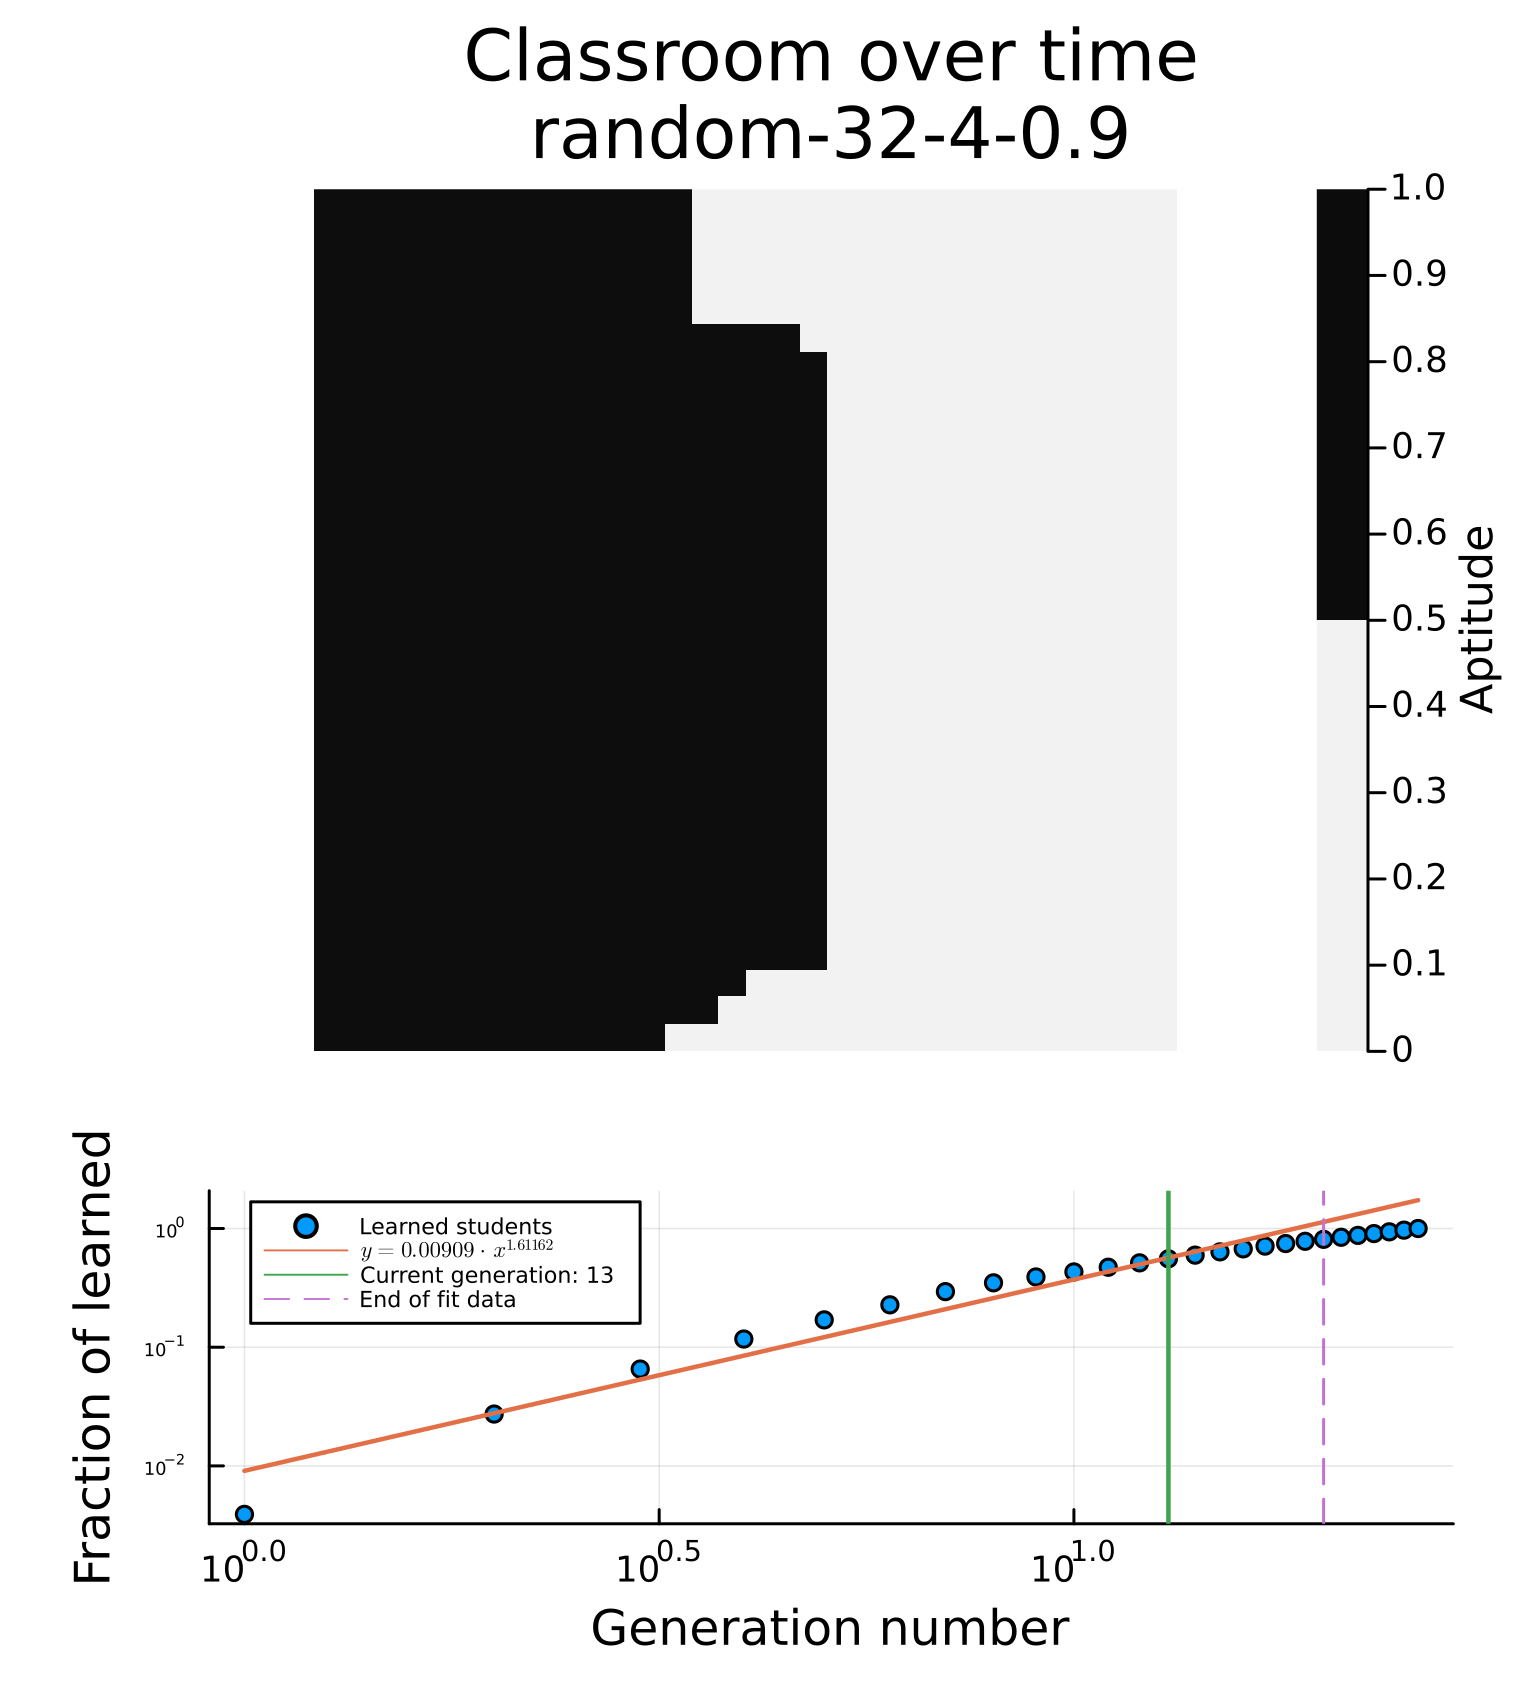 Classroom over time
random-32-4-0.9
1.0
0.9
0.8
0.7
0.6
0.5
0.4
0.3
0.2
0.1
0
Aptitude
Fraction of learned
10⁰
10⁻¹
10⁻²
Learned students
y = 0.00909 · x^1.61162
Current generation: 13
End of fit data
10^0.0
10^0.5
10^1.0
Generation number